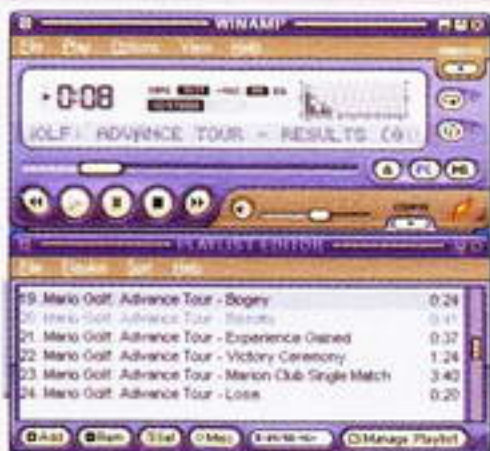 WINAMP
File Play Options View Help
0:08
GOLF: ADVANCE TOUR - RESULTS (0:
PLAYLIST EDITOR
File Sort Help
19. Mario Golf: Advance Tour - Bogey 0:24
20. Mario Golf: Advance Tour - Results 0:41
21. Mario Golf: Advance Tour - Experience Gained 0:37
22. Mario Golf: Advance Tour - Victory Ceremony 1:24
23. Mario Golf: Advance Tour - Marion Club Single Match 3:40
24. Mario Golf: Advance Tour - Lose 0:20
Add Rem Sel Misc Manage Playlist